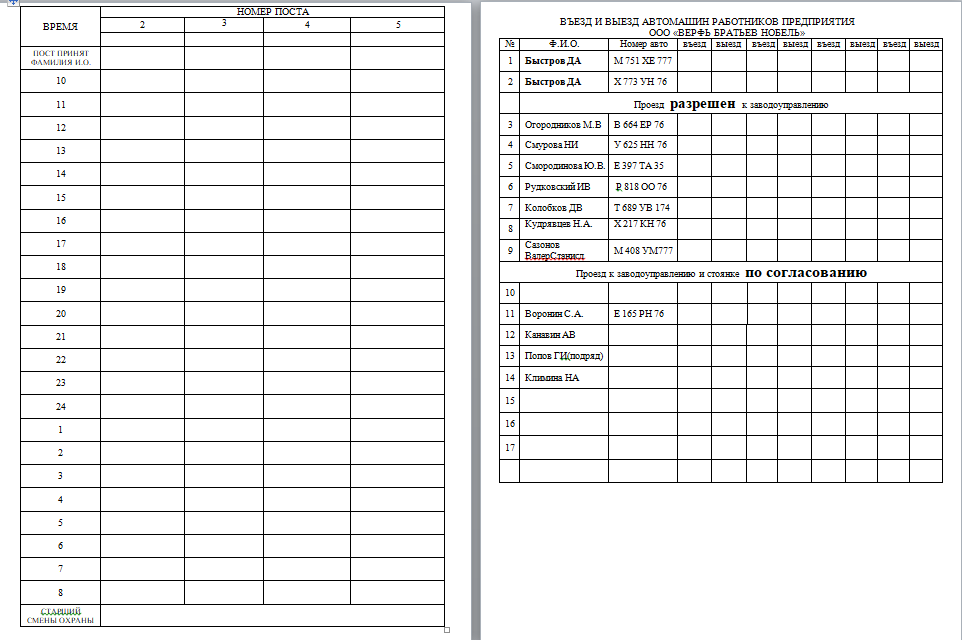 НОМЕР ПОСТА
ВРЕМЯ 2 3 4 5
ПОСТ ПРИНЯТ
ФАМИЛИЯ И.О.
10
11
12
13
14
15
16
17
18
19
20
21
22
23
24
1
2
3
4
5
6
7
8
СТАРШИЙ
СМЕНЫ ОХРАНЫ
ВЪЕЗД И ВЫЕЗД АВТОМАШИН РАБОТНИКОВ ПРЕДПРИЯТИЯ
ООО «ВЕРФЬ БРАТЬЕВ НОБЕЛЬ»
№ Ф.И.О. Номер авто въезд выезд въезд выезд въезд выезд въезд выезд
1 Быстров ДА М 751 ХЕ 777
2 Быстров ДА Х 773 УН 76
Проезд разрешен к заводоуправлению
3 Огородников М.В В 664 ЕР 76
4 Смурова НИ У 625 НН 76
5 Смородинова Ю.В. Е 397 ТА 35
6 Рудковский ИВ Р 818 ОО 76
7 Колобков ДВ Т 689 УВ 174
8 Кудрявцев Н.А. Х 217 КН 76
9 Сазонов
ВалерСтанисл. М 408 УМ777
Проезд к заводоуправлению и стоянке по согласованию
10
11 Воронин С.А. Е 165 РН 76
12 Канавин АВ
13 Попов ГИ(подряд)
14 Климина НА
15
16
17